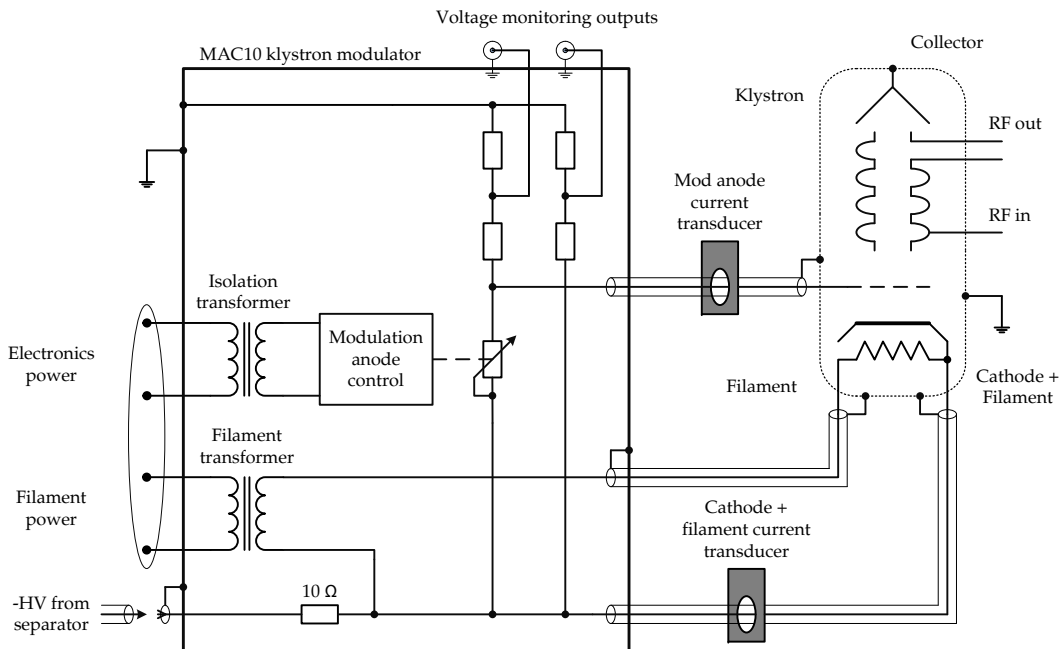 Voltage monitoring outputs
MAC10 klystron modulator
Collector
Klystron
RF out
Mod anode
current
transducer
RF in
Isolation
transformer
Modulation
anode
control
Electronics
power
Filament
Cathode +
Filament
Filament
transformer
Filament
power
Cathode +
filament current
transducer
10 Ω
-HV from
separator